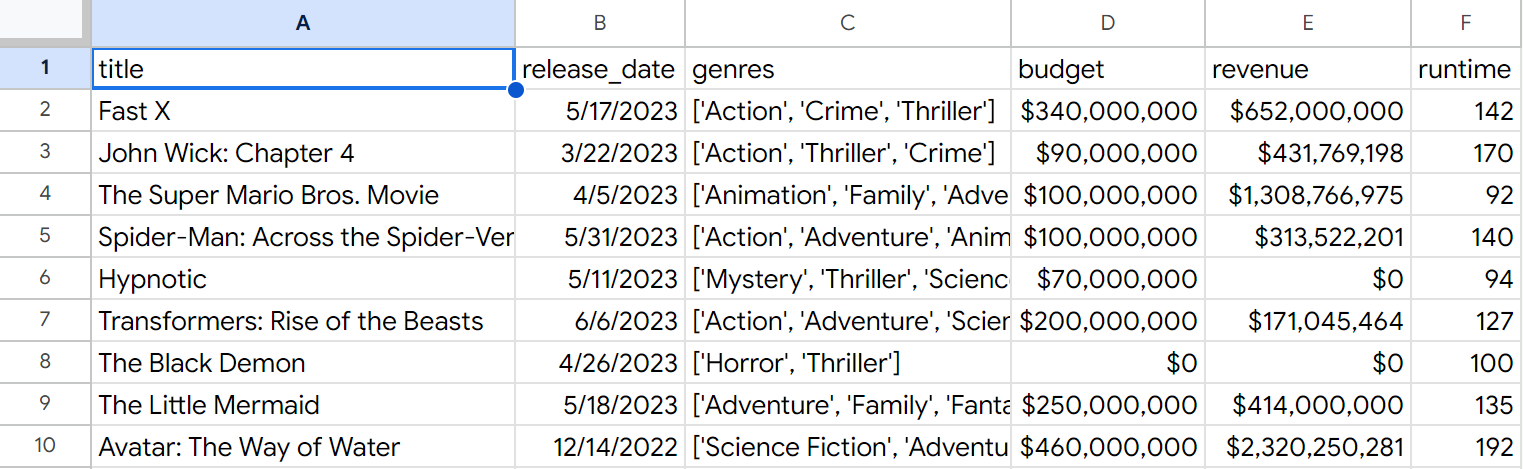 A B C D E F
1 title release_date genres budget revenue runtime
2 Fast X 5/17/2023 ['Action', 'Crime', 'Thriller'] $340,000,000 $652,000,000 142
3 John Wick: Chapter 4 3/22/2023 ['Action', 'Thriller', 'Crime'] $90,000,000 $431,769,198 170
4 The Super Mario Bros. Movie 4/5/2023 ['Animation', 'Family', 'Adve $100,000,000 $1,308,766,975 92
5 Spider-Man: Across the Spider-Ver 5/31/2023 ['Action', 'Adventure', 'Anim $100,000,000 $313,522,201 140
6 Hypnotic 5/11/2023 ['Mystery', 'Thriller', 'Scienc $70,000,000 $0 94
7 Transformers: Rise of the Beasts 6/6/2023 ['Action', 'Adventure', 'Scier $200,000,000 $171,045,464 127
8 The Black Demon 4/26/2023 ['Horror', 'Thriller'] $0 $0 100
9 The Little Mermaid 5/18/2023 ['Adventure', 'Family', 'Fanta $250,000,000 $414,000,000 135
10 Avatar: The Way of Water 12/14/2022 ['Science Fiction', 'Adventu $460,000,000 $2,320,250,281 192